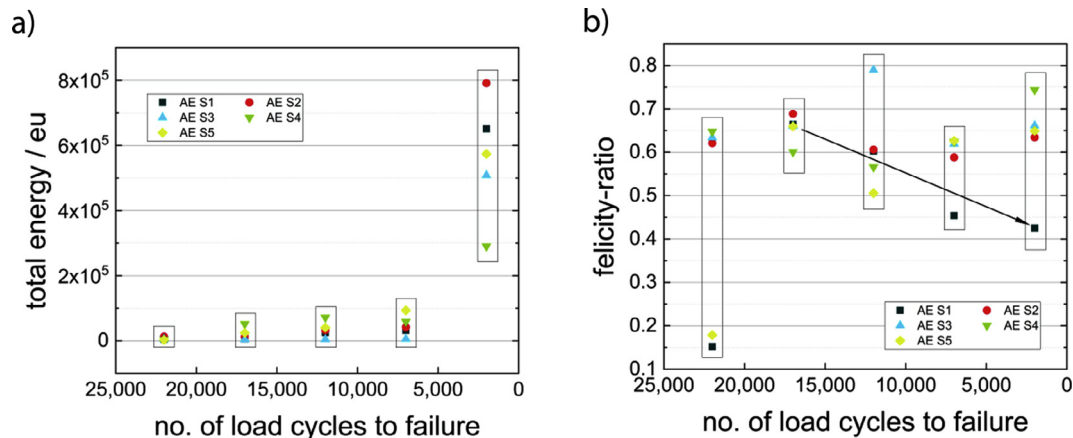 a)
total energy / eu
8x10⁵
6x10⁵
4x10⁵
2x10⁵
0
AE S1 AE S2
AE S3 AE S4
AE S5
25,000 20,000 15,000 10,000 5,000 0
no. of load cycles to failure
b)
felicity-ratio
0.8
0.7
0.6
0.5
0.4
0.3
0.2
0.1
AE S1 AE S2
AE S3 AE S4
AE S5
25,000 20,000 15,000 10,000 5,000 0
no. of load cycles to failure